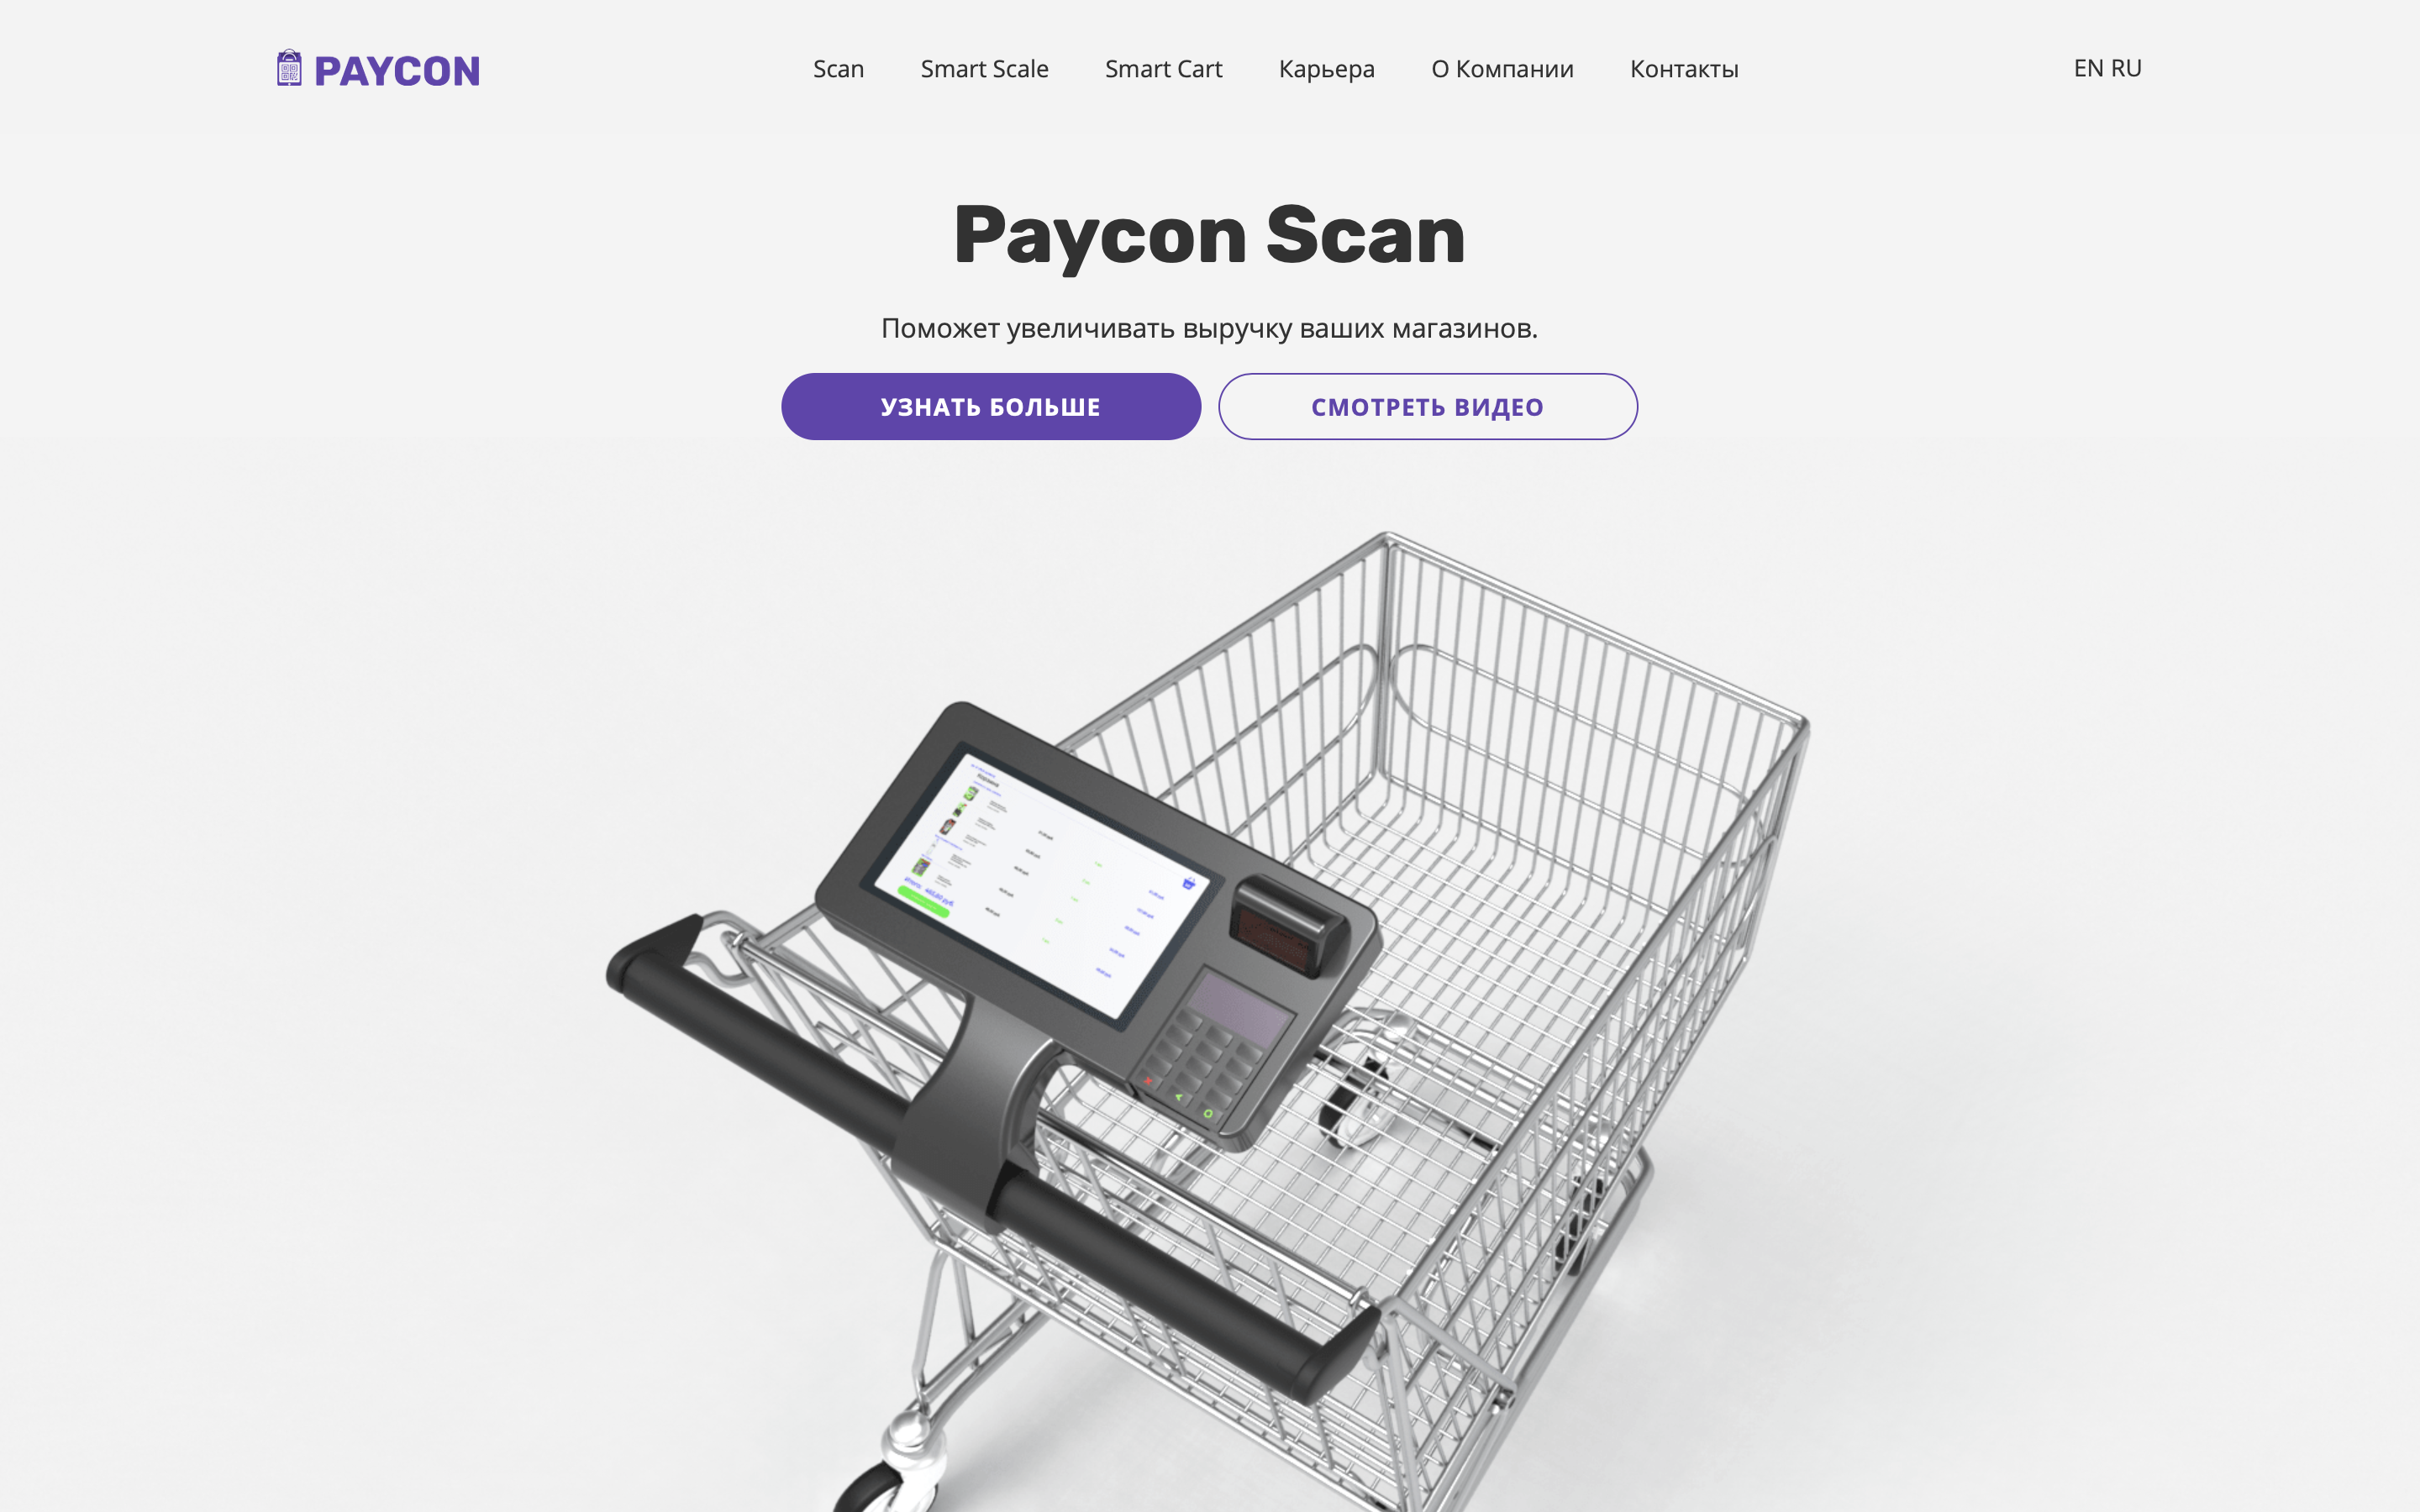 PAYCON
Scan Smart Scale Smart Cart Карьера О Компании Контакты
EN RU
Paycon Scan
Поможет увеличивать выручку ваших магазинов.
УЗНАТЬ БОЛЬШЕ
СМОТРЕТЬ ВИДЕО